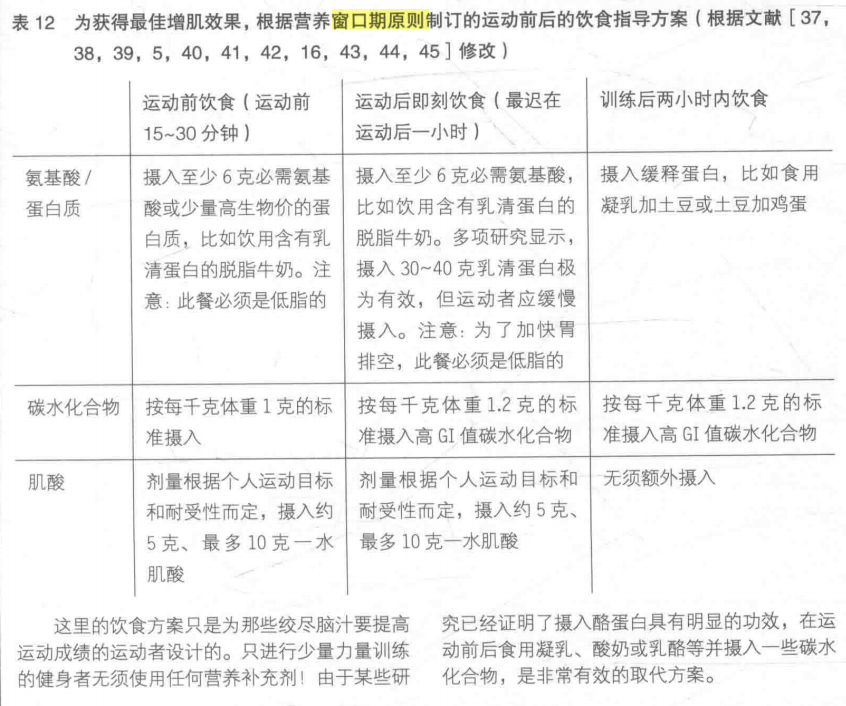 表 12　为获得最佳增肌效果，根据营养窗口期原则制订的运动前后的饮食指导方案（根据文献［37，
38，39，5，40，41，42，16，43，44，45］修改）
运动前饮食（运动前
15~30 分钟）
运动后即刻饮食（最迟在
运动后一小时）
训练后两小时内饮食
氨基酸 /
蛋白质
摄入至少 6 克必需氨基
酸或少量高生物价的蛋
白质，比如饮用含有乳
清蛋白的脱脂牛奶。注
意：此餐必须是低脂的
摄入至少 6 克必需氨基酸，
比如饮用含有乳清蛋白的
脱脂牛奶。多项研究显示，
摄入 30~40 克乳清蛋白极
为有效，但运动者应缓慢
摄入。注意：为了加快胃
排空，此餐必须是低脂的
摄入缓释蛋白，比如食用
凝乳加土豆或土豆加鸡蛋
碳水化合物
按每千克体重 1 克的标
准摄入
按每千克体重 1.2 克的标
准摄入高 GI 值碳水化合物
按每千克体重 1.2 克的标
准摄入高 GI 值碳水化合物
肌酸
剂量根据个人运动目标
和耐受性而定，摄入约
5 克、最多 10 克一水
肌酸
剂量根据个人运动目标和
耐受性而定，摄入约 5 克、
最多 10 克一水肌酸
无须额外摄入
这里的饮食方案只是为那些绞尽脑汁要提高
运动成绩的运动者设计的。只进行少量力量训练
的健身者无须使用任何营养补充剂！由于某些研
究已经证明了摄入酪蛋白具有明显的功效，在运
动前后食用凝乳、酸奶或乳酪等并摄入一些碳水
化合物，是非常有效的取代方案。